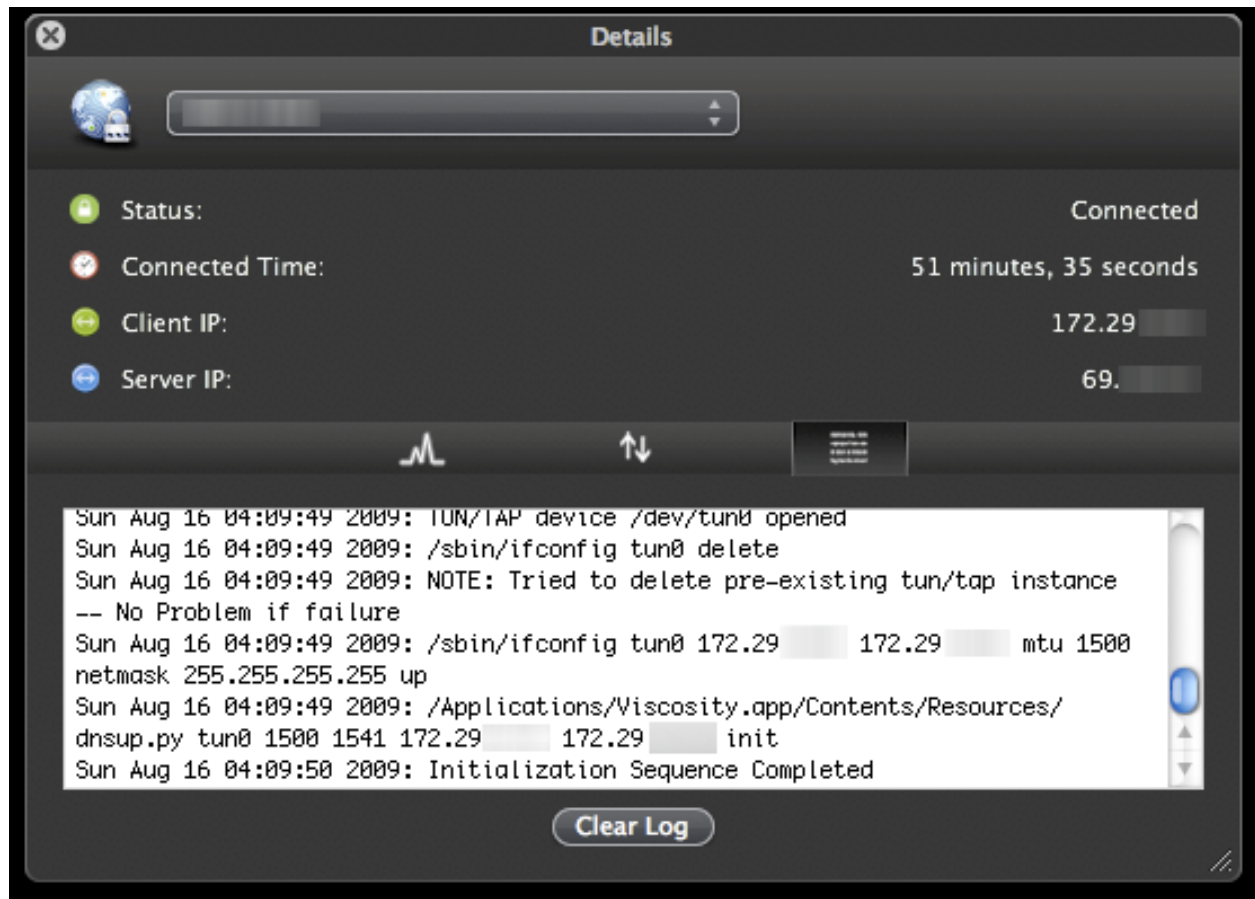 Details
Status: Connected
Connected Time: 51 minutes, 35 seconds
Client IP: 172.29
Server IP: 69.
Sun Aug 16 04:09:49 2009: TUN/TAP device /dev/tun0 opened
Sun Aug 16 04:09:49 2009: /sbin/ifconfig tun0 delete
Sun Aug 16 04:09:49 2009: NOTE: Tried to delete pre-existing tun/tap instance
-- No Problem if failure
Sun Aug 16 04:09:49 2009: /sbin/ifconfig tun0 172.29 172.29 mtu 1500
netmask 255.255.255.255 up
Sun Aug 16 04:09:49 2009: /Applications/Viscosity.app/Contents/Resources/
dnsup.py tun0 1500 1541 172.29 172.29 init
Sun Aug 16 04:09:50 2009: Initialization Sequence Completed
Clear Log